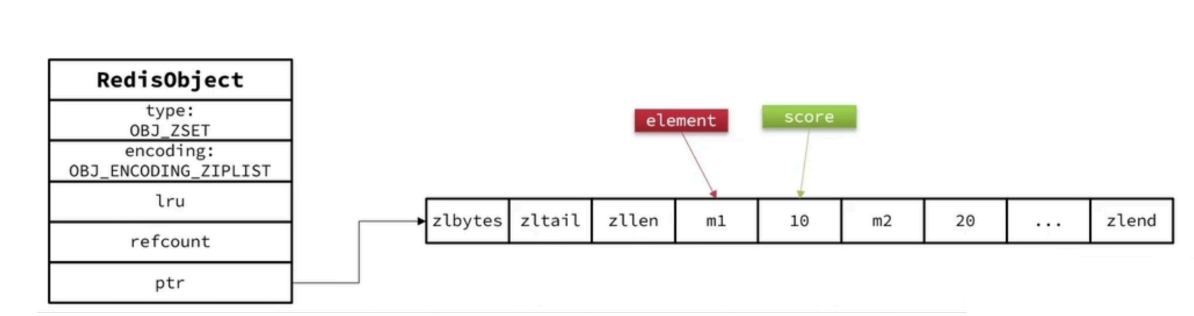 RedisObject
type:
OBJ_ZSET
encoding:
OBJ_ENCODING_ZIPLIST
lru
refcount
ptr
element
score
zlbytes zltail zllen m1 10 m2 20 ... zlend